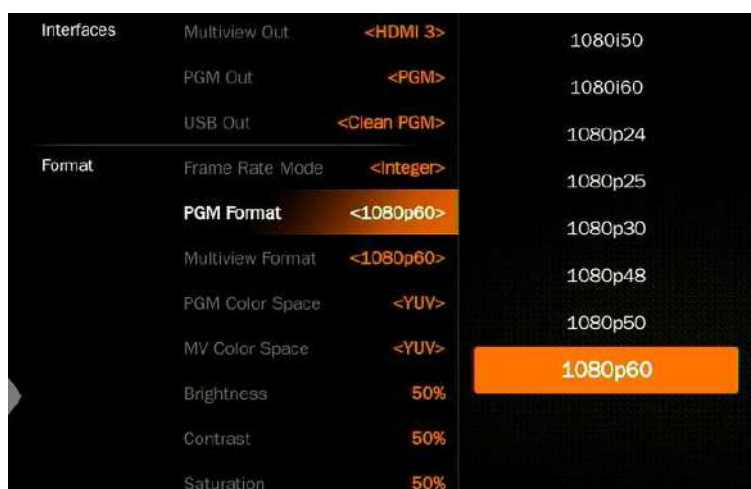 Interfaces Multiview Out <HDMI 3>
PGM Out <PGM>
USB Out <Clean PGM>
Format Frame Rate Mode <Integer>
PGM Format <1080p60>
Multiview Format <1080p60>
PGM Color Space <YUV>
MV Color Space <YUV>
Brightness 50%
Contrast 50%
Saturation 50%
1080i50
1080i60
1080p24
1080p25
1080p30
1080p48
1080p50
1080p60